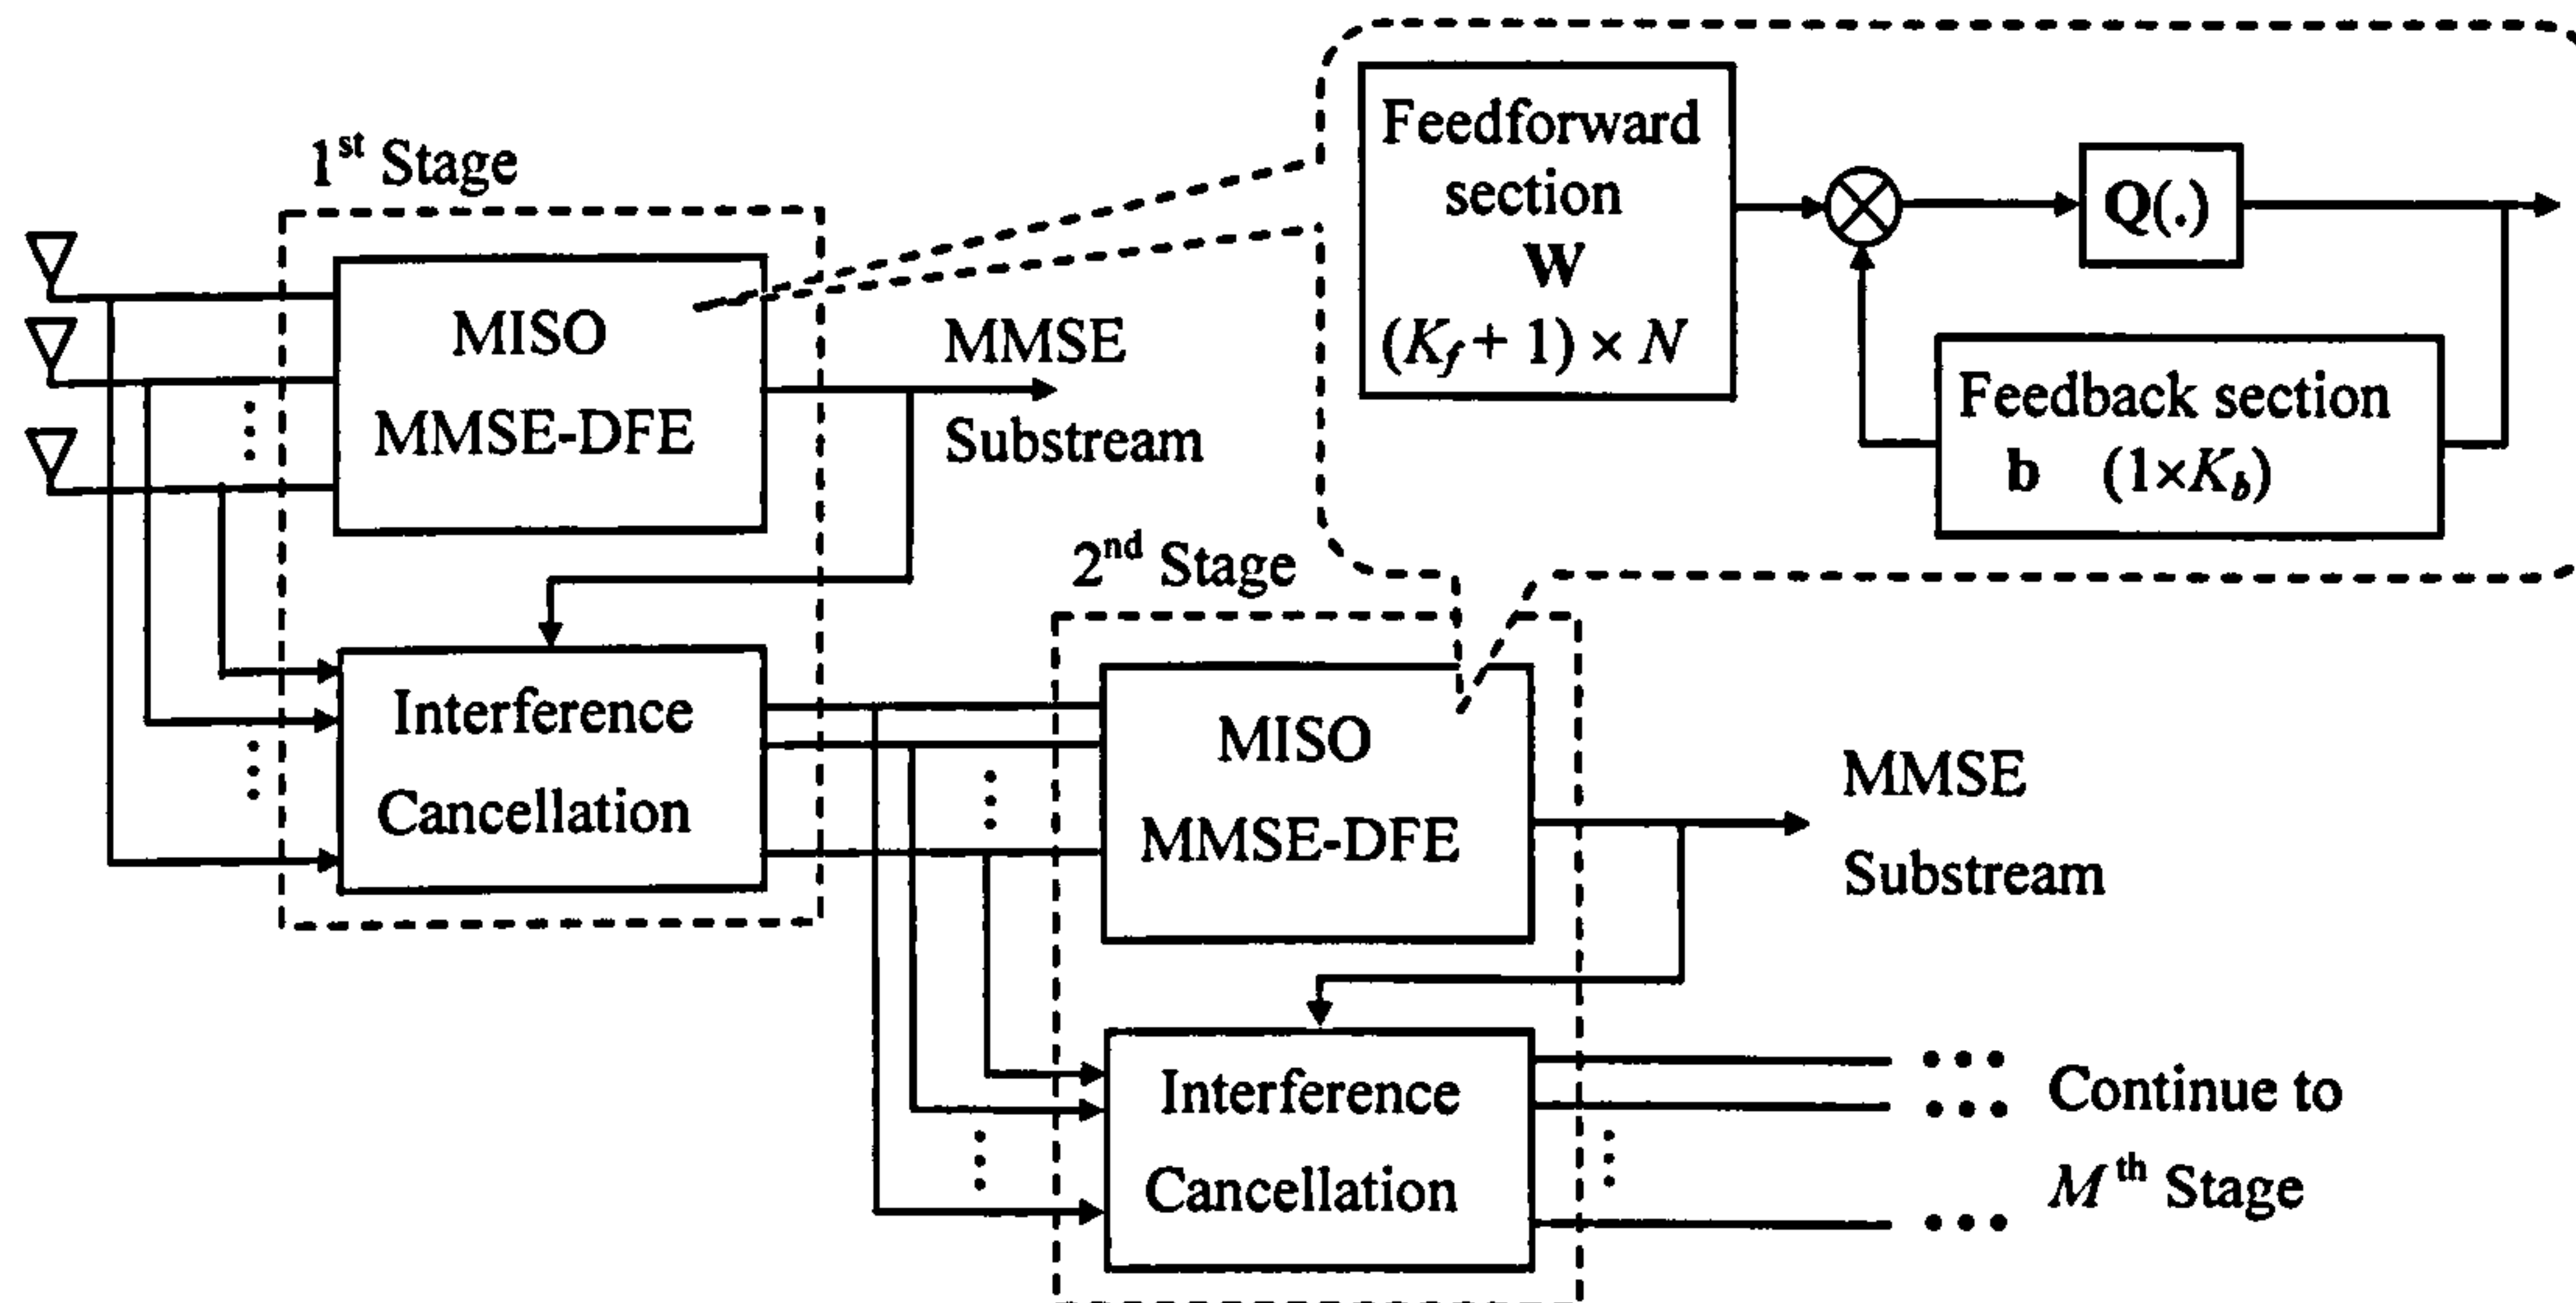 1st Stage
MISO
MMSE-DFE
MMSE
Substream
Interference
Cancellation
Feedforward
section
W
(Kf + 1) × N
Q(.)
Feedback section
b (1×Kb)
2nd Stage
MISO
MMSE-DFE
MMSE
Substream
Interference
Cancellation
Continue to
Mth Stage